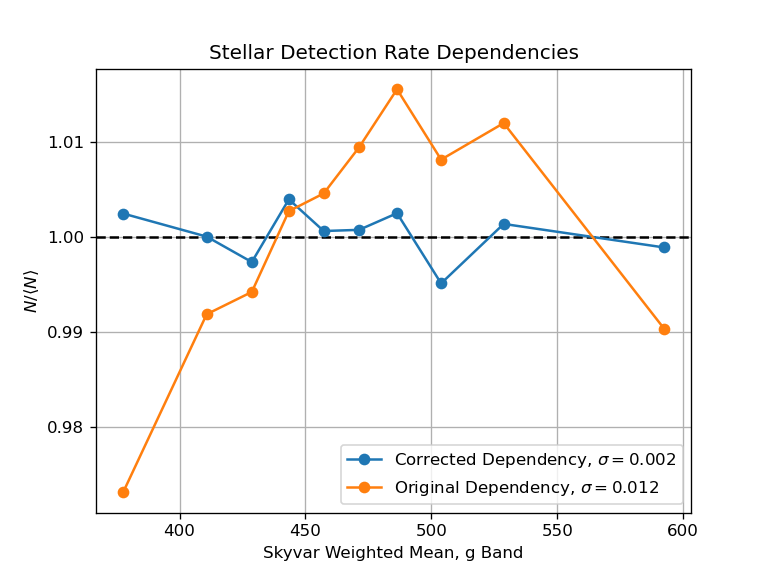 Stellar Detection Rate Dependencies
N/⟨N⟩
1.01
1.00
0.99
0.98
400
450
500
550
600
Skyvar Weighted Mean, g Band
Corrected Dependency, σ = 0.002
Original Dependency, σ = 0.012